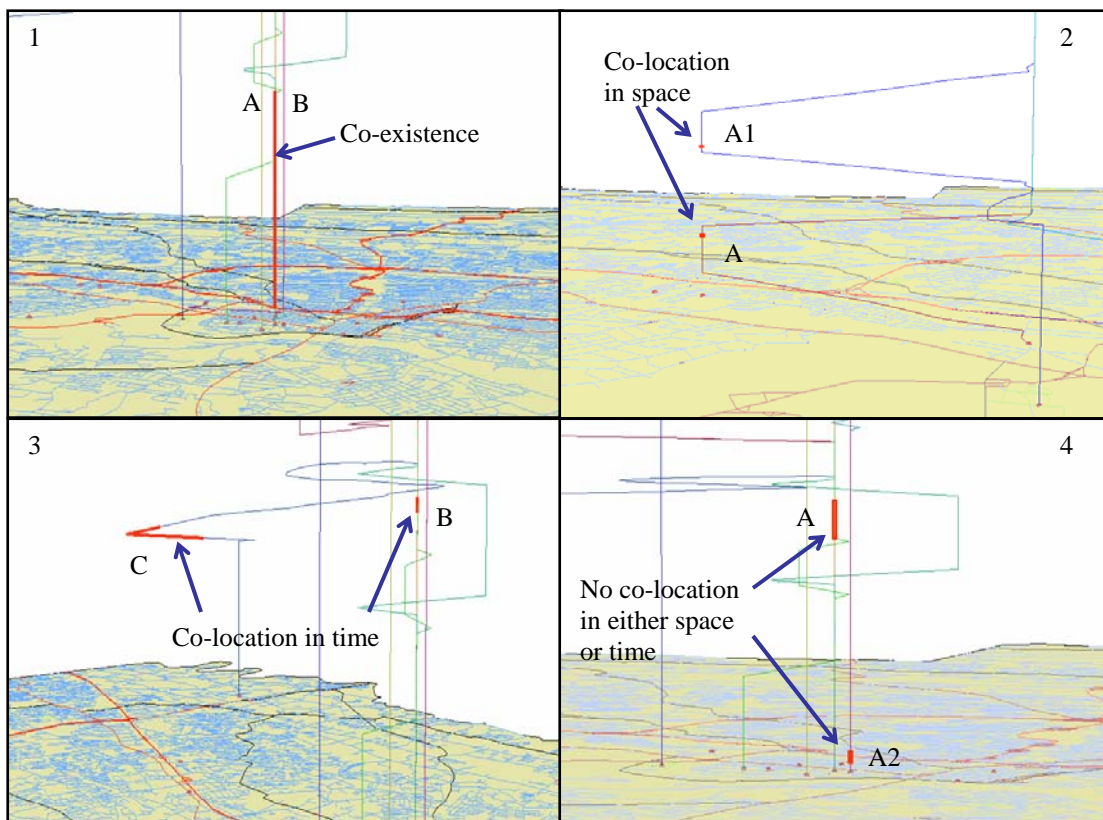 1
A
B
Co-existence
2
Co-location
in space
A1
A
3
B
C
Co-location in time
4
A
No co-location
in either space
or time
A2